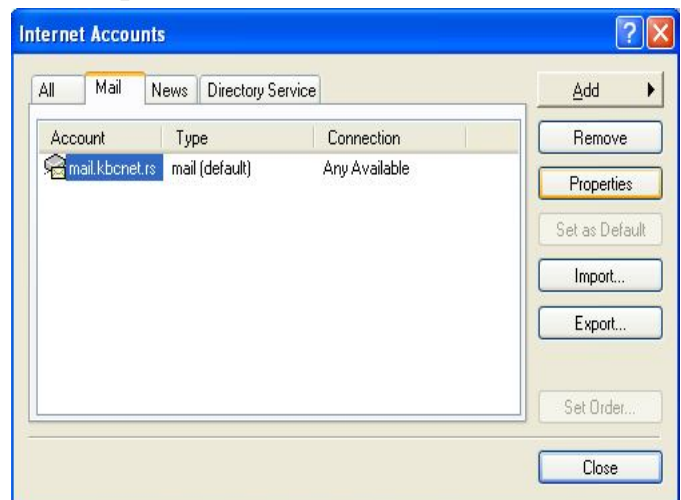 Internet Accounts
All Mail News Directory Service
Account Type Connection
mail.kbcnet.rs mail (default) Any Available
Add
Remove
Properties
Set as Default
Import...
Export...
Set Order...
Close